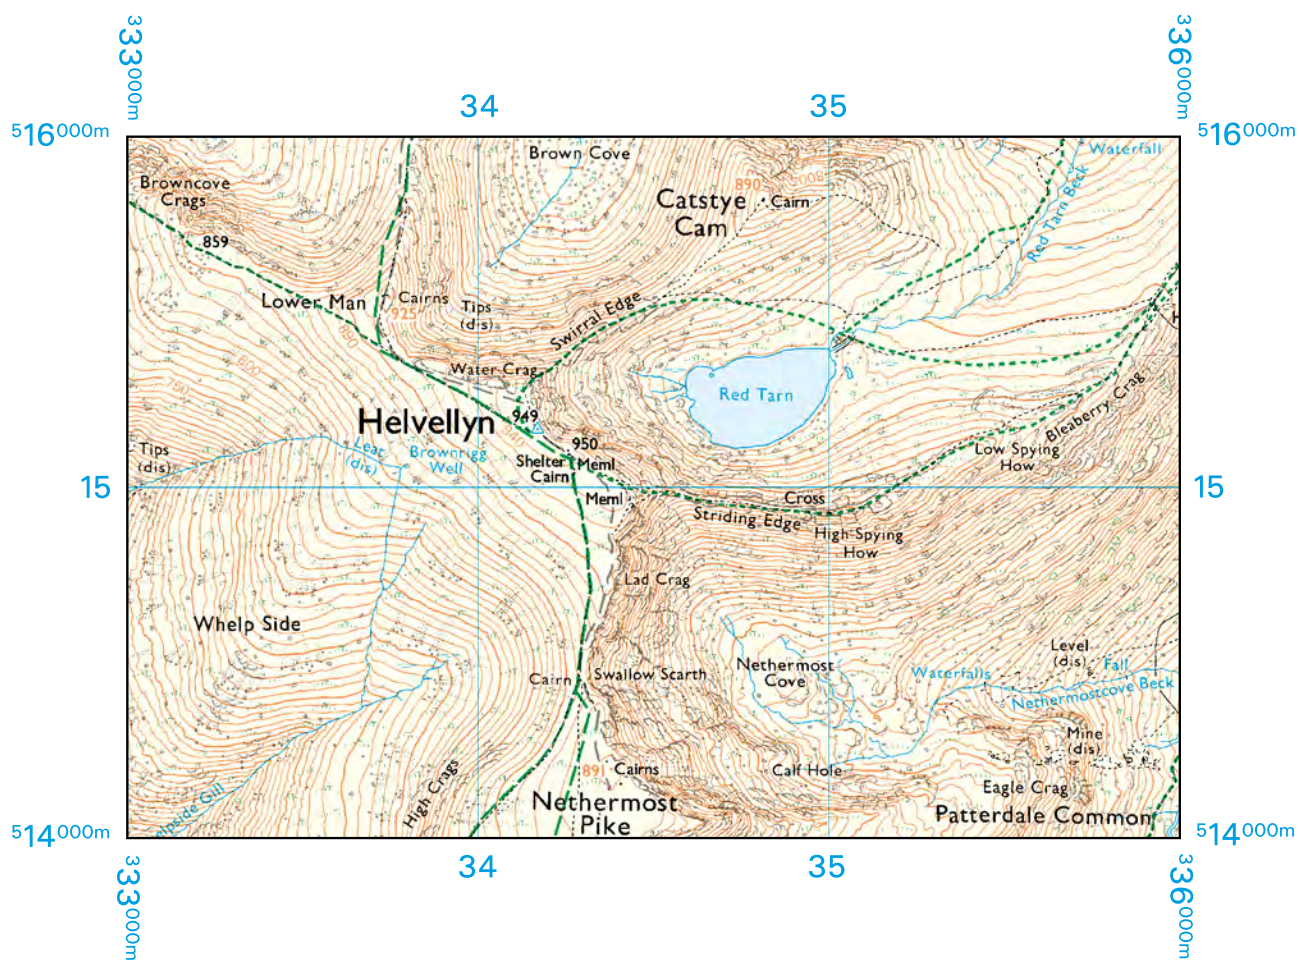 333000m
336000m
34
35
516000m
516000m
Brown Cove
Waterfall
Browncove
Crags
890
800
Catstye
Cam
Cairn
Red Tarn Beck
859
Lower Man
Cairns
925
Tips
(dis)
Swirral Edge
890
800
Water Crag
750
Red Tarn
Bleaberry Crag
Helvellyn
949
950
Tips
(dis)
Leat
(dis)
Brownrigg
Well
Shelter
Cairn
Meml
Low Spying
How
15
15
Meml
Cross
Striding Edge
High Spying
How
Lad Crag
Whelp Side
Level
(dis)
Nethermost
Cove
Waterfalls
Fall
Nethermostcove Beck
Cairn
Swallow Scarth
Mine
(dis)
891
Cairns
Calf Hole
High Crags
Eagle Crag
Nethermost
Pike
Patterdale Common
514000m
514000m
34
35
333000m
336000m